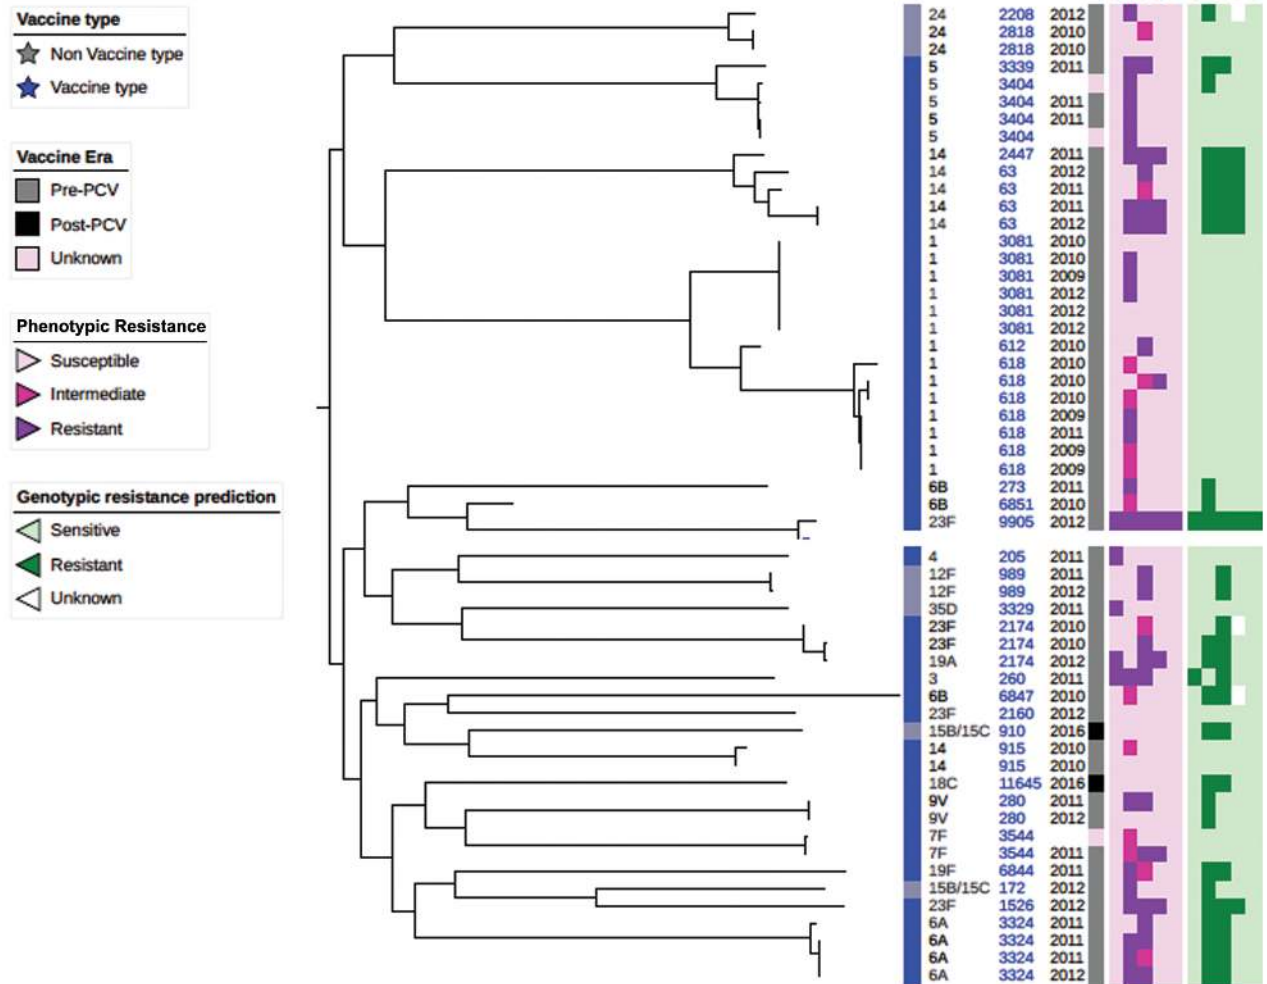 Vaccine type
Non Vaccine type
Vaccine type
Vaccine Era
Pre-PCV
Post-PCV
Unknown
Phenotypic Resistance
Susceptible
Intermediate
Resistant
Genotypic resistance prediction
Sensitive
Resistant
Unknown
24 2208 2012
24 2818 2010
24 2818 2010
5 3339 2011
5 3404
5 3404 2011
5 3404 2011
5 3404
14 2447 2011
14 63 2012
14 63 2011
14 63 2011
14 63 2012
1 3081 2010
1 3081 2010
1 3081 2009
1 3081 2012
1 3081 2012
1 3081 2012
1 612 2010
1 618 2010
1 618 2010
1 618 2010
1 618 2009
1 618 2011
1 618 2009
1 618 2009
6B 273 2011
6B 6851 2010
23F 9905 2012
4 205 2011
12F 989 2011
12F 989 2012
35D 3329 2011
23F 2174 2010
23F 2174 2010
19A 2174 2012
3 260 2011
6B 6847 2010
23F 2160 2012
15B/15C 910 2016
14 915 2010
14 915 2010
18C 11645 2016
9V 280 2011
9V 280 2012
7F 3544
7F 3544 2011
19F 6844 2011
15B/15C 172 2012
23F 1526 2012
6A 3324 2011
6A 3324 2011
6A 3324 2011
6A 3324 2012